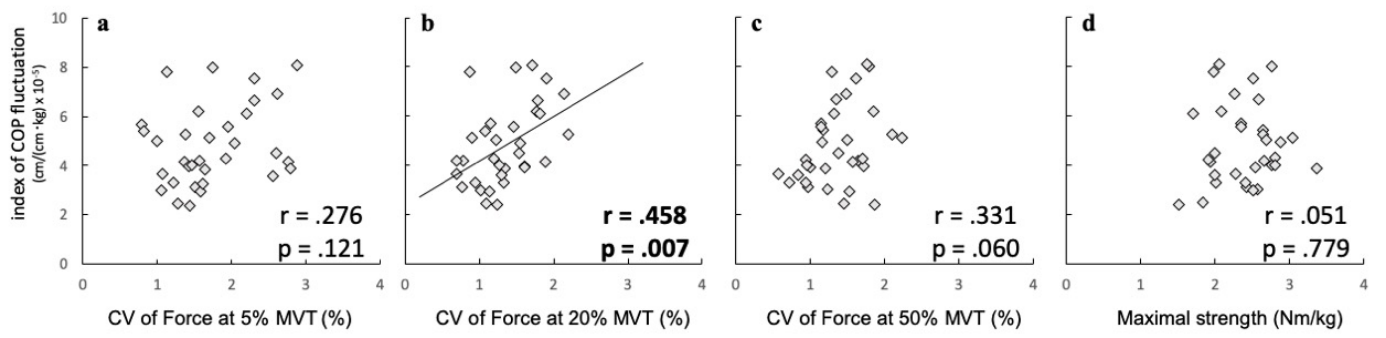 index of COP fluctuation
(cm/(cm·kg) x 10⁻⁵)
10
8
6
4
2
0
a
r = .276
p = .121
0 1 2 3 4
CV of Force at 5% MVT (%)
b
r = .458
p = .007
0 1 2 3 4
CV of Force at 20% MVT (%)
c
r = .331
p = .060
0 1 2 3 4
CV of Force at 50% MVT (%)
d
r = .051
p = .779
0 1 2 3 4
Maximal strength (Nm/kg)